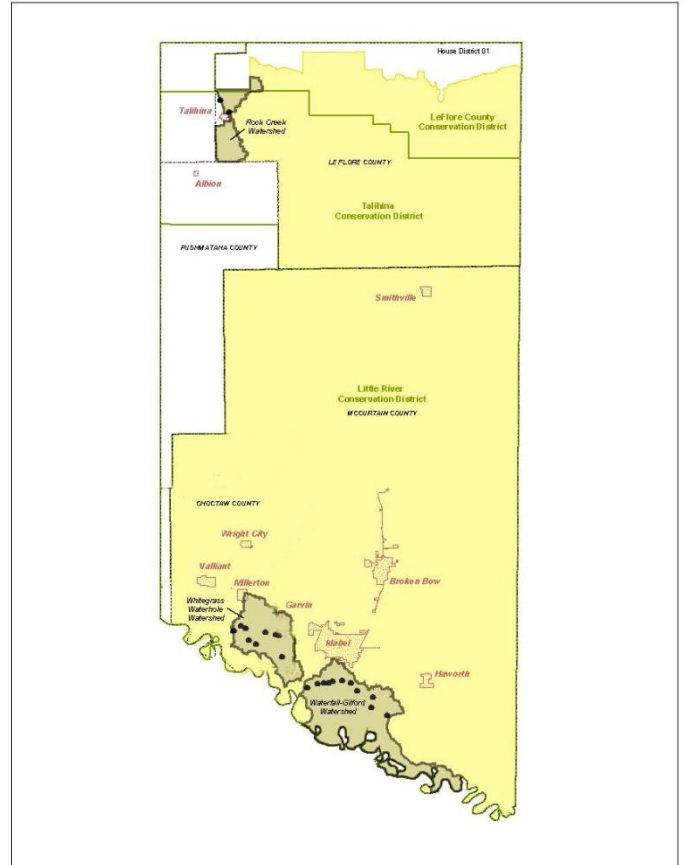 House District 01
Talihina
LeFlore County
Conservation District
Rock Creek
Watershed
LE FLORE COUNTY
Albion
Talihina
Conservation District
PUSHMATAHA COUNTY
Smithville
Little River
Conservation District
MCCURTAIN COUNTY
CHOCTAW COUNTY
Wright City
Valliant
Millerton
Broken Bow
Whitegrass
Waterhole
Watershed
Garvin
Idabel
Haworth
Waterfall-Gilford
Watershed